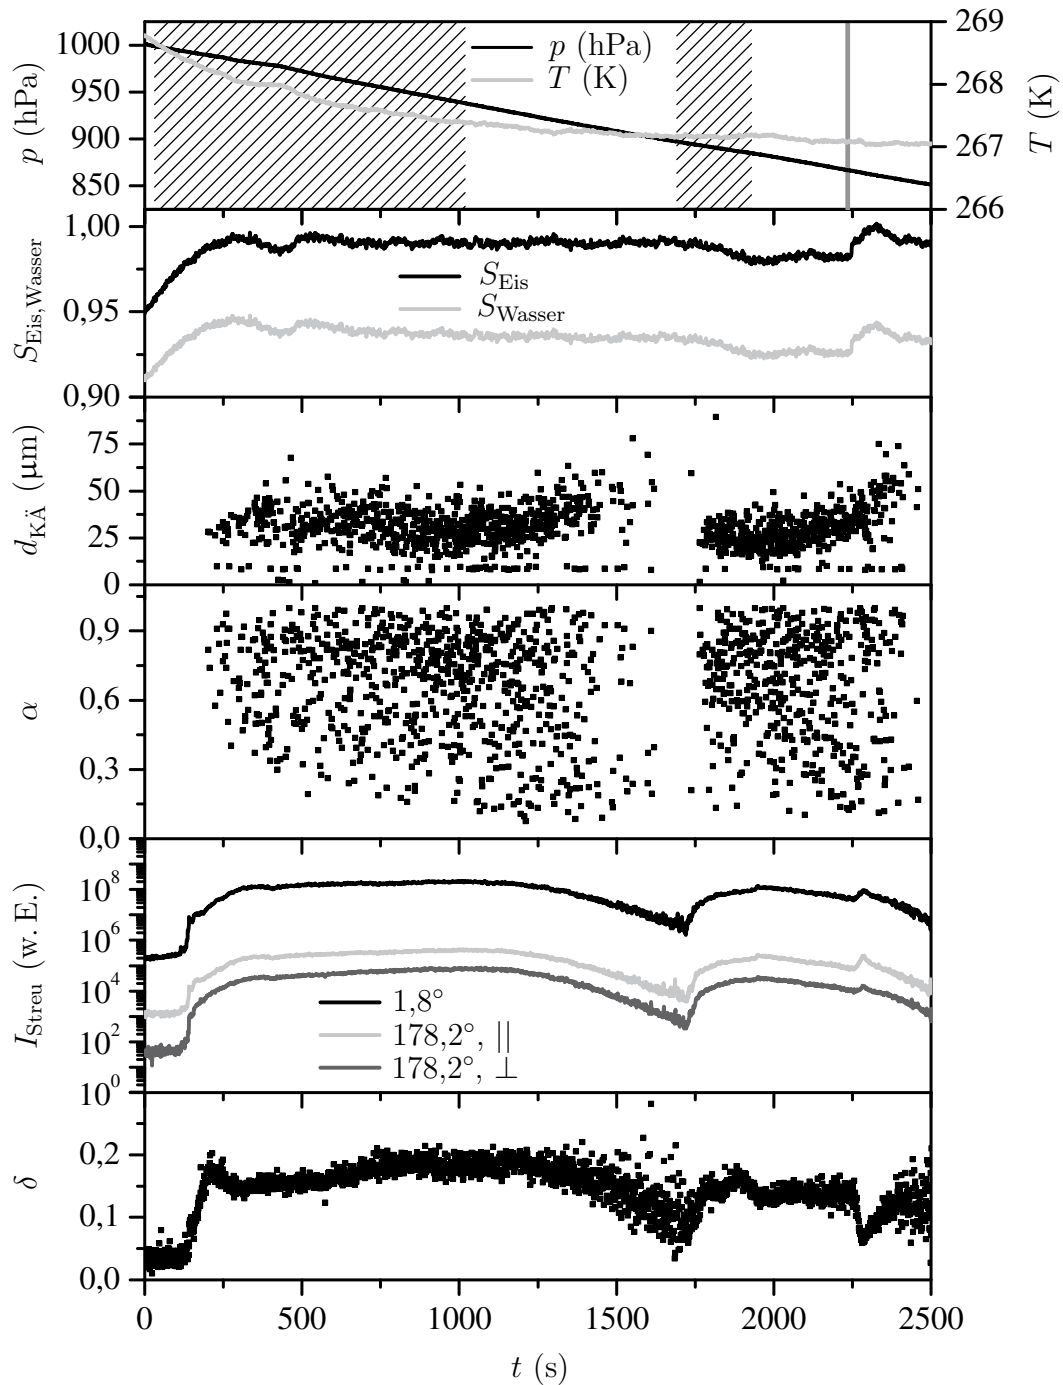 1000
950
900
850
p (hPa)
p (hPa)
T (K)
269
268
267
266
T (K)
1,00
0,95
0,90
S_Eis,Wasser
S_Eis
S_Wasser
75
50
25
0
d_KÄ (µm)
0,9
0,6
0,3
0,0
α
10^8
10^6
10^4
10^2
10^0
I_Streu (w. E.)
1,8°
178,2°, ||
178,2°, ⊥
0,2
0,1
0,0
δ
0 500 1000 1500 2000 2500
t (s)